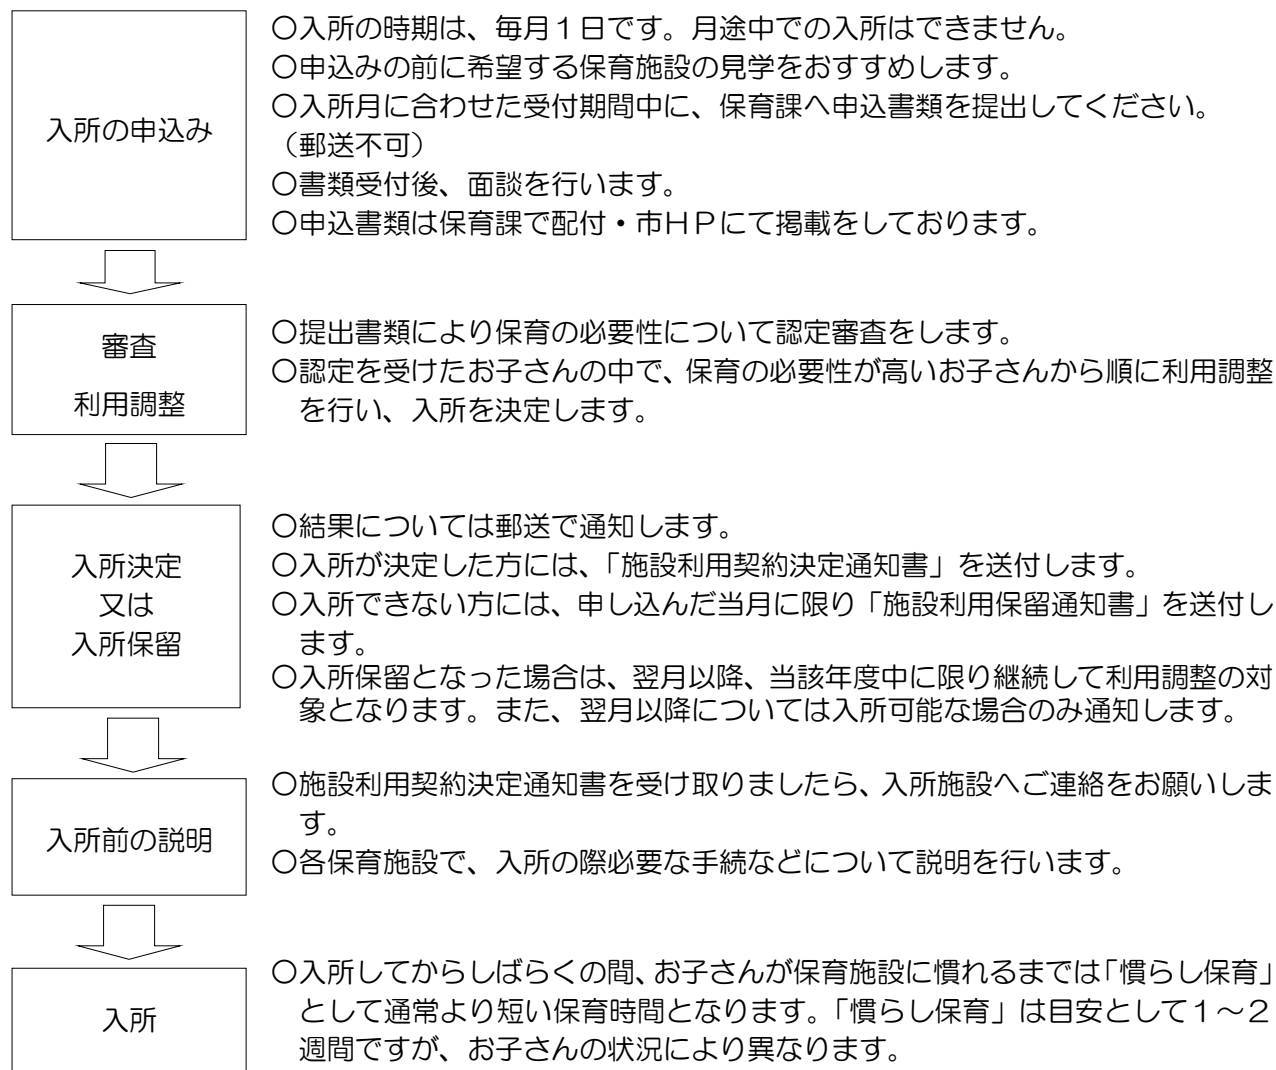 入所の申込み
〇入所の時期は、毎月１日です。月途中での入所はできません。
〇申込みの前に希望する保育施設の見学をおすすめします。
〇入所月に合わせた受付期間中に、保育課へ申込書類を提出してください。
（郵送不可）
〇書類受付後、面談を行います。
〇申込書類は保育課で配付・市ＨＰにて掲載をしております。
審査
利用調整
〇提出書類により保育の必要性について認定審査をします。
〇認定を受けたお子さんの中で、保育の必要性が高いお子さんから順に利用調整
を行い、入所を決定します。
入所決定
又は
入所保留
〇結果については郵送で通知します。
〇入所が決定した方には、「施設利用契約決定通知書」を送付します。
〇入所できない方には、申し込んだ当月に限り「施設利用保留通知書」を送付し
ます。
〇入所保留となった場合は、翌月以降、当該年度中に限り継続して利用調整の対
象となります。また、翌月以降については入所可能な場合のみ通知します。
入所前の説明
〇施設利用契約決定通知書を受け取りましたら、入所施設へご連絡をお願いしま
す。
〇各保育施設で、入所の際必要な手続などについて説明を行います。
入所
〇入所してからしばらくの間、お子さんが保育施設に慣れるまでは「慣らし保育」
として通常より短い保育時間となります。「慣らし保育」は目安として１～２
週間ですが、お子さんの状況により異なります。